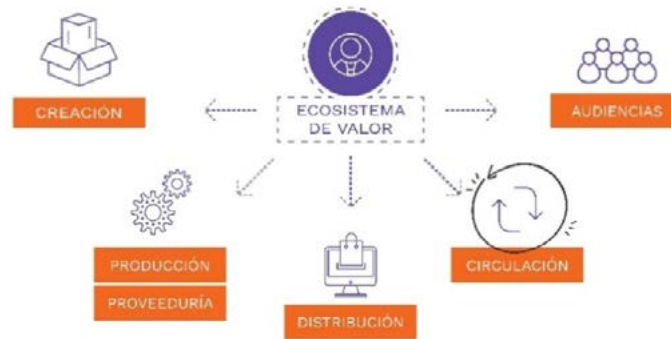 ECOSISTEMA
DE VALOR
CREACIÓN
AUDIENCIAS
PRODUCCIÓN
PROVEEDURÍA
DISTRIBUCIÓN
CIRCULACIÓN